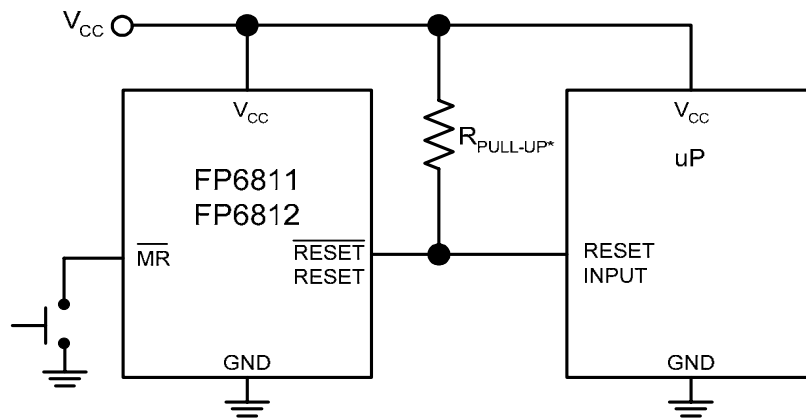 VCC
VCC
FP6811
FP6812
MR
RESET
RESET
GND
RPULL-UP*
VCC
uP
RESET
INPUT
GND